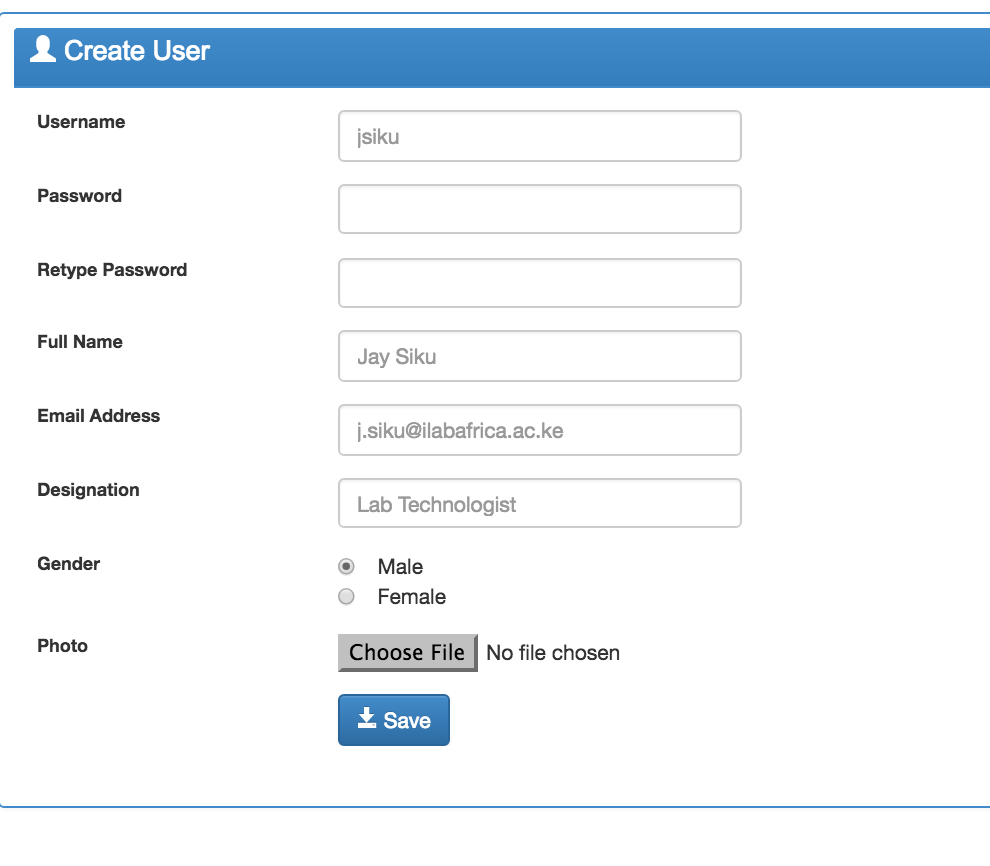 Create User
Username
jsiku
Password
Retype Password
Full Name
Jay Siku
Email Address
j.siku@ilabafrica.ac.ke
Designation
Lab Technologist
Gender
Male
Female
Photo
Choose File No file chosen
Save